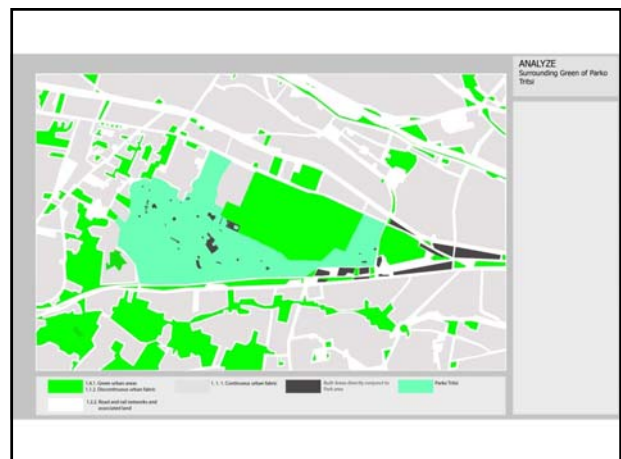 ANALYZE
Surrounding Green of Parko
Tritsi
1.4.1. Green urban areas
1.1.2. Discontinuous urban fabric
1. 1. 1. Continuous urban fabric
Built Areas directly connected to
Park area
Parko Tritsi
1.2.2. Road and rail networks and
associated land